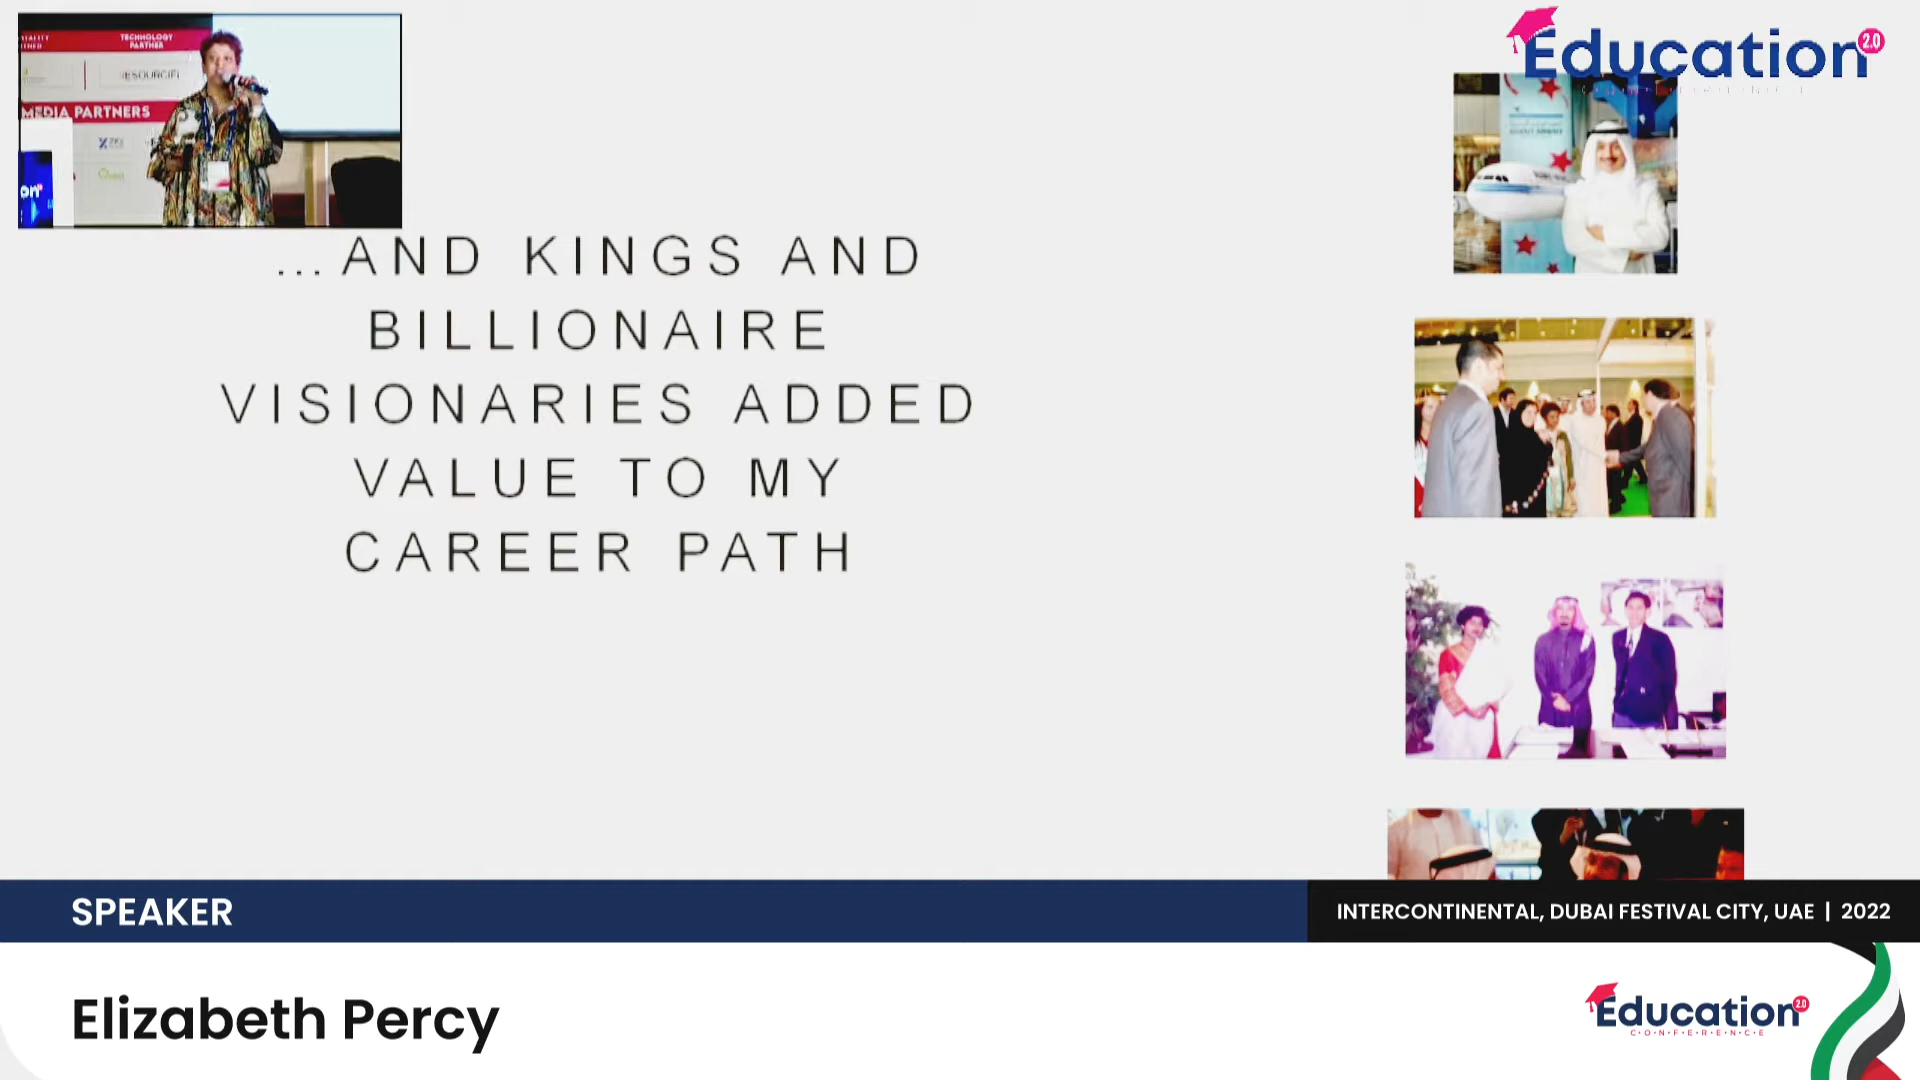 TECHNOLOGY
PARTNER
MEDIA PARTNERS
Education 2.0
...AND KINGS AND
BILLIONAIRE
VISIONARIES ADDED
VALUE TO MY
CAREER PATH
SPEAKER
INTERCONTINENTAL, DUBAI FESTIVAL CITY, UAE | 2022
Elizabeth Percy
Education 2.0
CONFERENCE